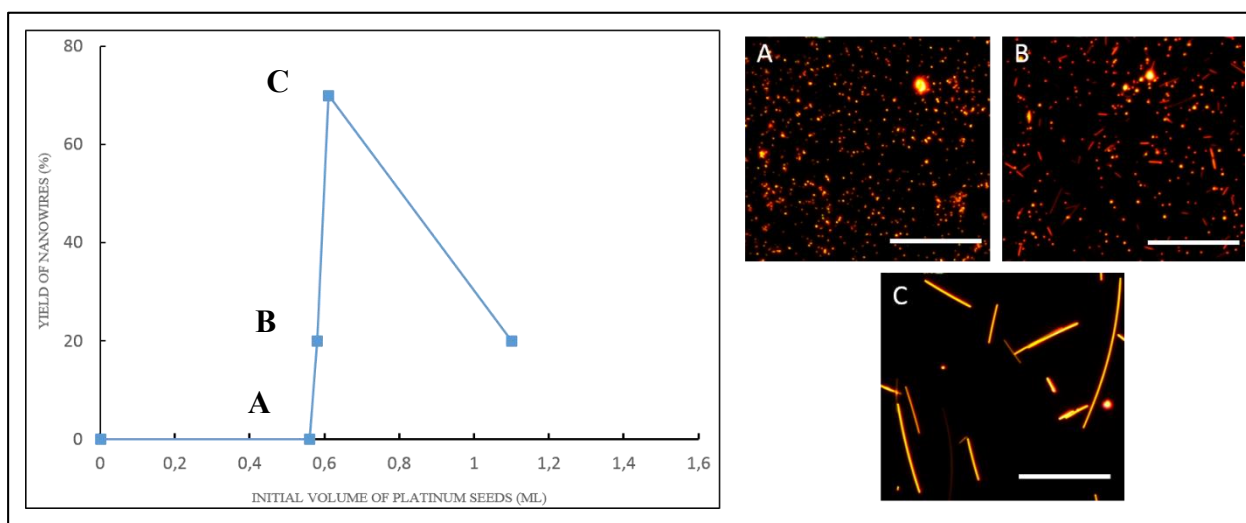 80
60
40
20
0
YIELD OF NANOWIRES (%)
C
B
A
0 0,2 0,4 0,6 0,8 1 1,2 1,4 1,6
INITIAL VOLUME OF PLATINUM SEEDS (ML)
A
B
C